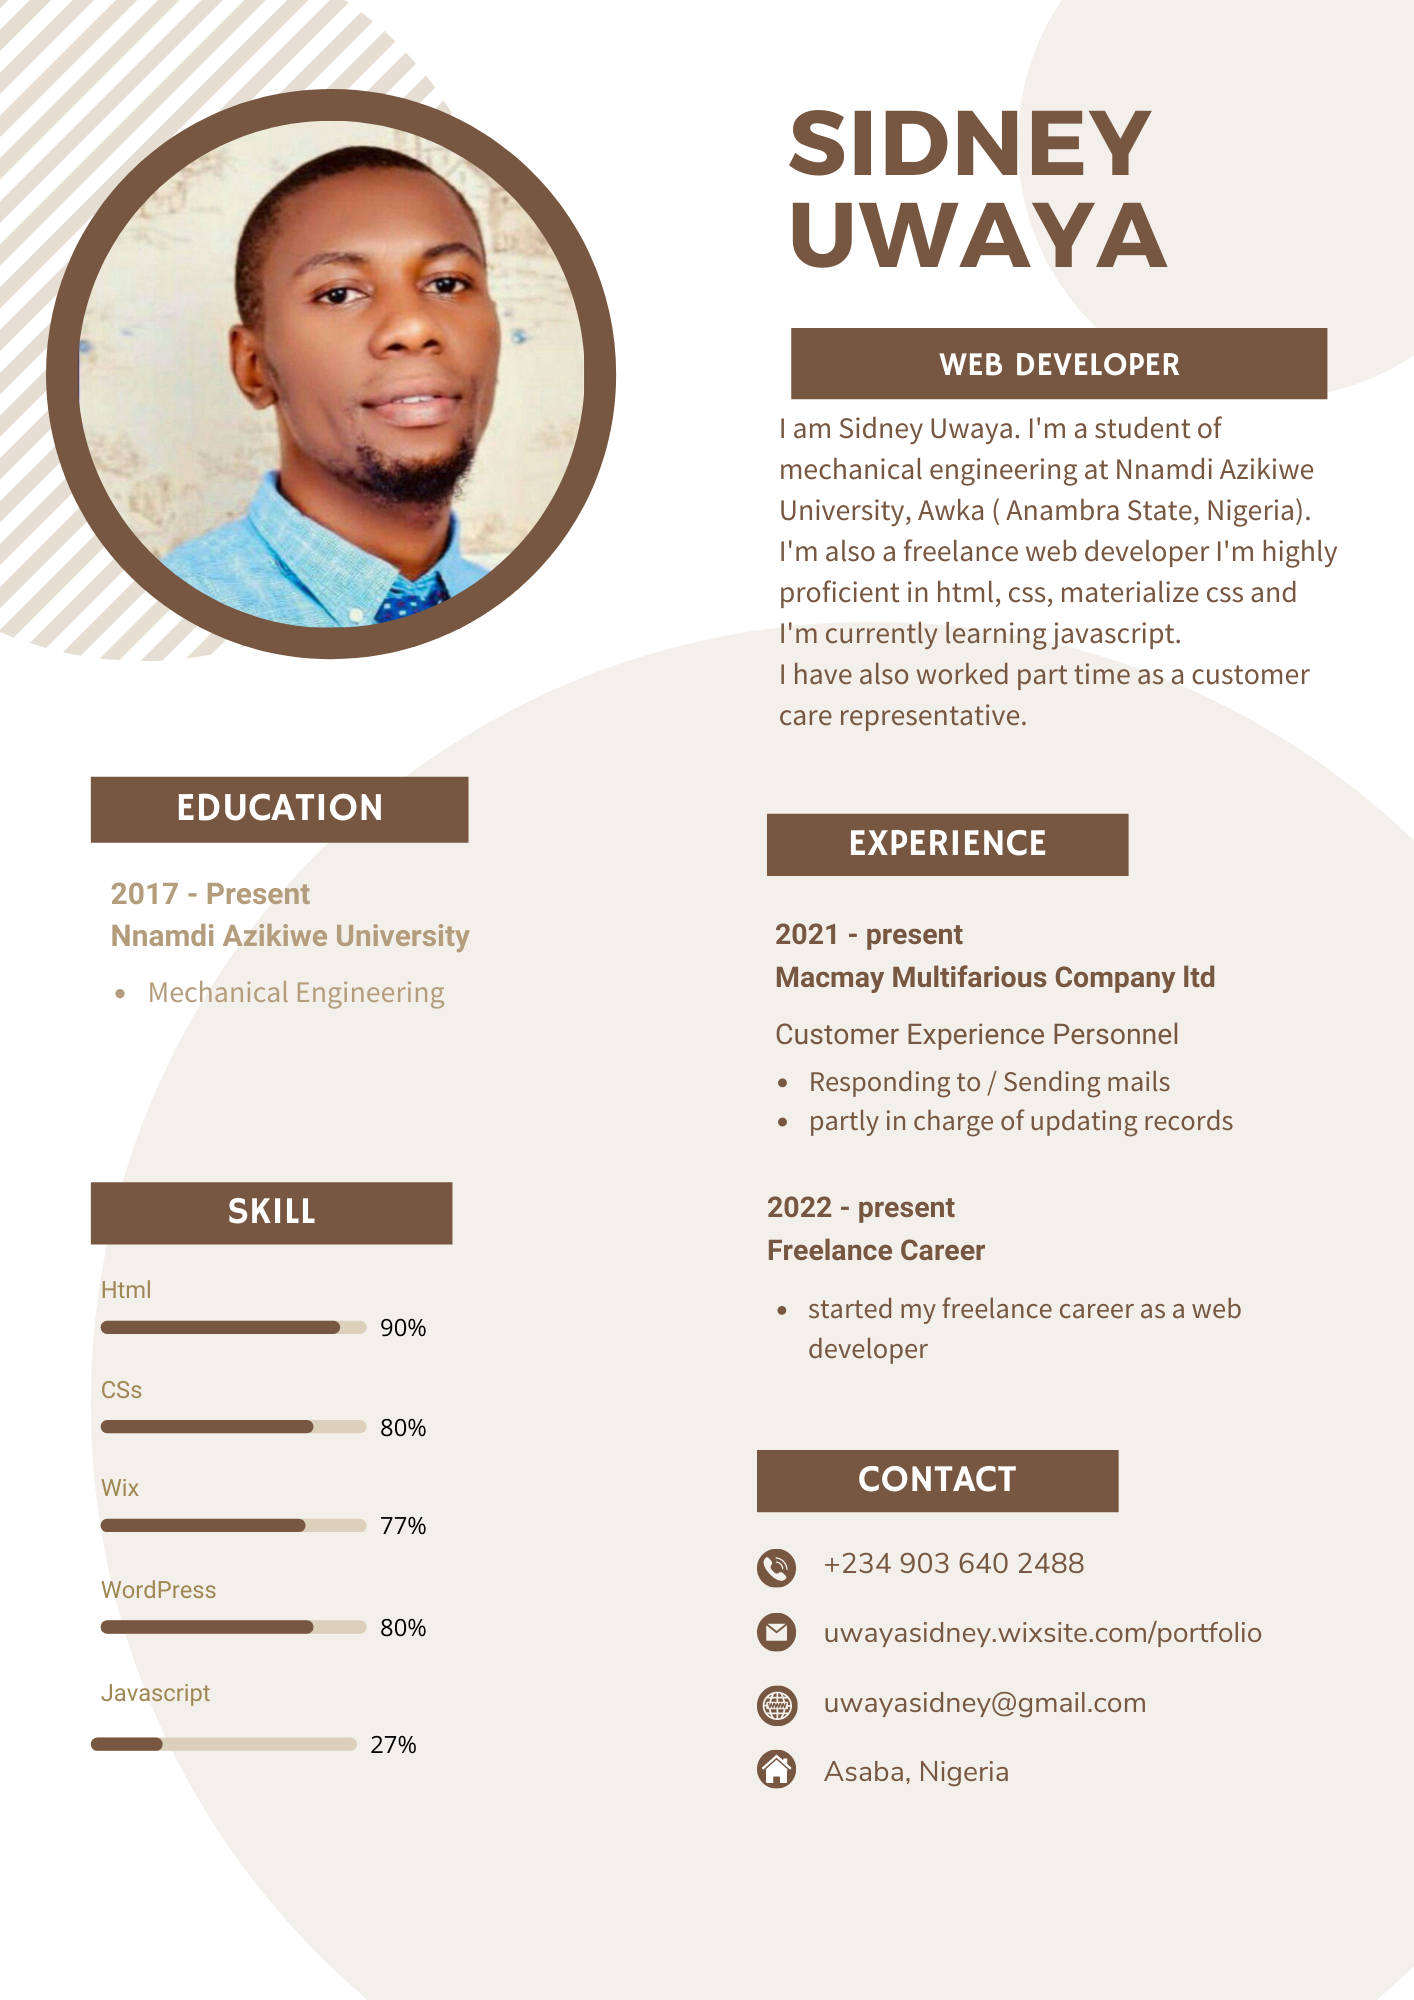 SIDNEY
UWAYA
WEB DEVELOPER
I am Sidney Uwaya. I'm a student of
mechanical engineering at Nnamdi Azikiwe
University, Awka ( Anambra State, Nigeria).
I'm also a freelance web developer I'm highly
proficient in html, css, materialize css and
I'm currently learning javascript.
I have also worked part time as a customer
care representative.
EDUCATION
2017 - Present
Nnamdi Azikiwe University
• Mechanical Engineering
SKILL
Html
90%
CSs
80%
Wix
77%
WordPress
80%
Javascript
27%
EXPERIENCE
2021 - present
Macmay Multifarious Company ltd
Customer Experience Personnel
• Responding to / Sending mails
• partly in charge of updating records
2022 - present
Freelance Career
• started my freelance career as a web
developer
CONTACT
+234 903 640 2488
uwayasidney.wixsite.com/portfolio
uwayasidney@gmail.com
Asaba, Nigeria